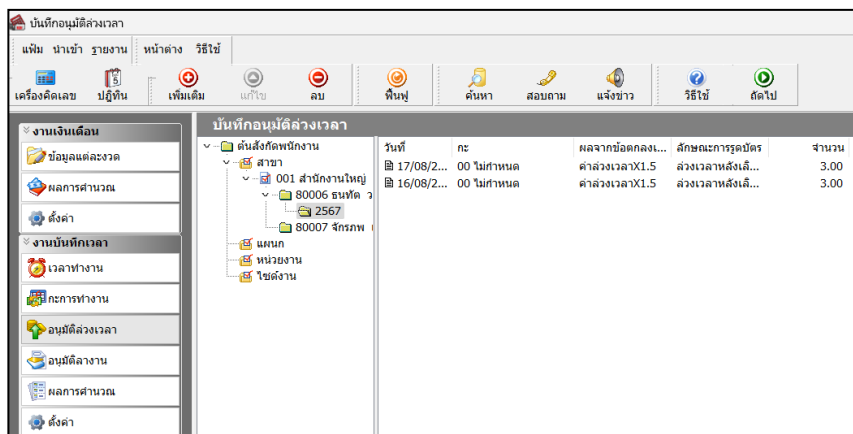 บันทึกอนุมัติล่วงเวลา
แฟ้ม นำเข้า รายงาน หน้าต่าง วิธีใช้
เครื่องคิดเลข ปฏิทิน เพิ่มเติม แก้ไข ลบ ฟื้นฟู ค้นหา สอบถาม แจ้งข่าว วิธีใช้ ถัดไป
งานเงินเดือน
ข้อมูลแต่ละงวด
ผลการคำนวณ
ตั้งค่า
งานบันทึกเวลา
เวลาทำงาน
กะการทำงาน
อนุมัติล่วงเวลา
อนุมัติลางาน
ผลการคำนวณ
ตั้งค่า
บันทึกอนุมัติล่วงเวลา
ต้นสังกัดพนักงาน
สาขา
001 สำนักงานใหญ่
80006 ธนทัต ว
2567
80007 จักรภพ
แผนก
หน่วยงาน
ไซต์งาน
วันที่ กะ ผลจากข้อตกลงเ... ลักษณะการรูดบัตร จำนวน
17/08/2... 00 ไม่กำหนด ค่าล่วงเวลาX1.5 ล่วงเวลาหลังเลิ... 3.00
16/08/2... 00 ไม่กำหนด ค่าล่วงเวลาX1.5 ล่วงเวลาหลังเลิ... 3.00